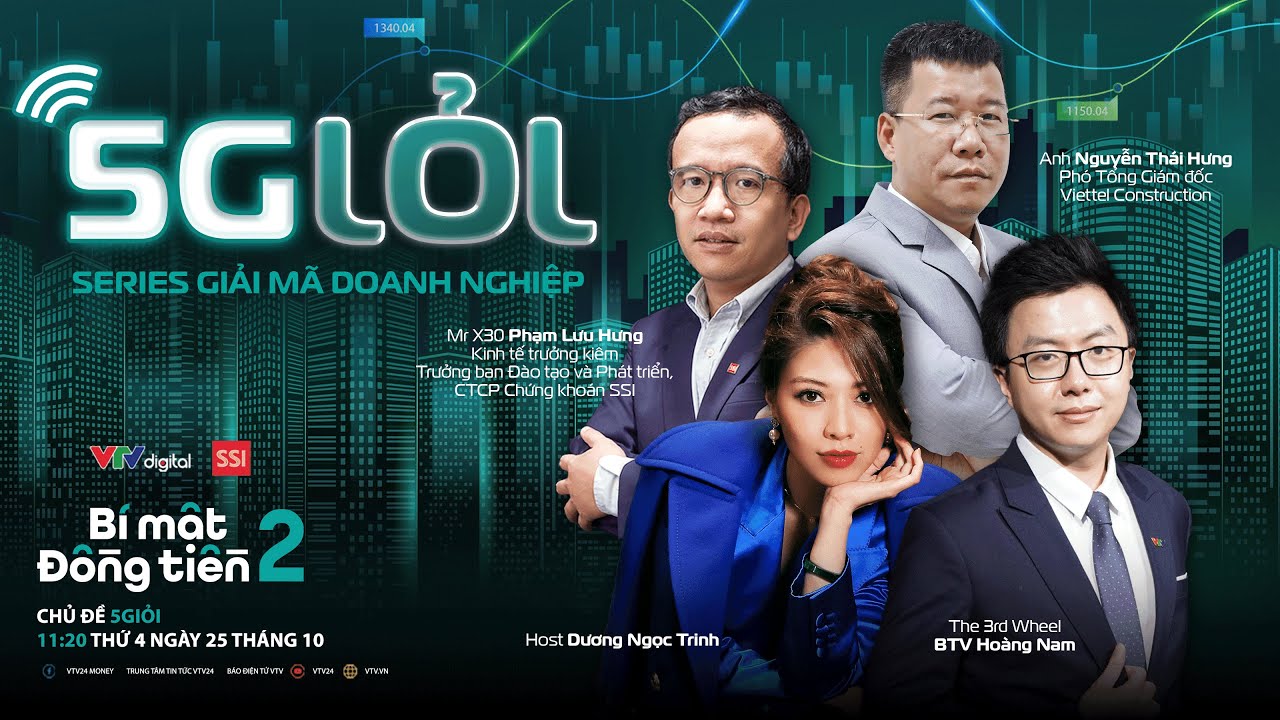 1340.04
5GIỎI
SERIES GIẢI MÃ DOANH NGHIỆP
1150.04
Anh Nguyễn Thái Hưng
Phó Tổng Giám đốc
Viettel Construction
Mr X30 Phạm Lưu Hưng
Kinh tế trưởng kiêm
Trưởng ban Đào tạo và Phát triển,
CTCP Chứng khoán SSI
VTV digital
SSI
Bí mật
Đồng tiền 2
CHỦ ĐỀ 5GIỎI
11:20 THỨ 4 NGÀY 25 THÁNG 10
Host Dương Ngọc Trinh
The 3rd Wheel
BTV Hoàng Nam
VTV24 MONEY TRUNG TÂM TIN TỨC VTV24 BÁO ĐIỆN TỬ VTV VTV24 VTV.VN